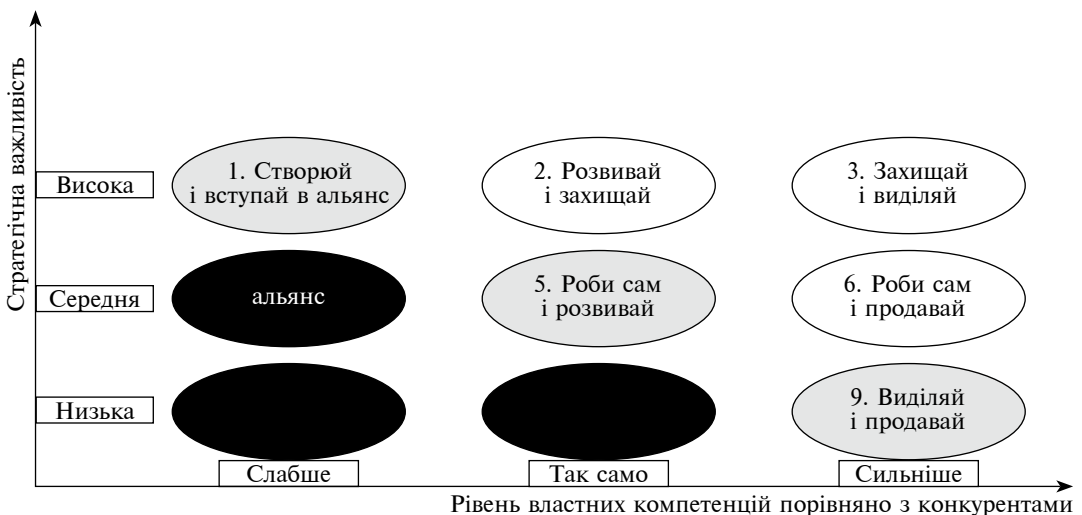 Стратегічна важливість
Висока
1. Створюй
і вступай в альянс
2. Розвивай
і захищай
3. Захищай
і виділяй
Середня
альянс
5. Роби сам
і розвивай
6. Роби сам
і продавай
Низька
9. Виділяй
і продавай
Слабше
Так само
Сильніше
Рівень властних компетенцій порівняно з конкурентами